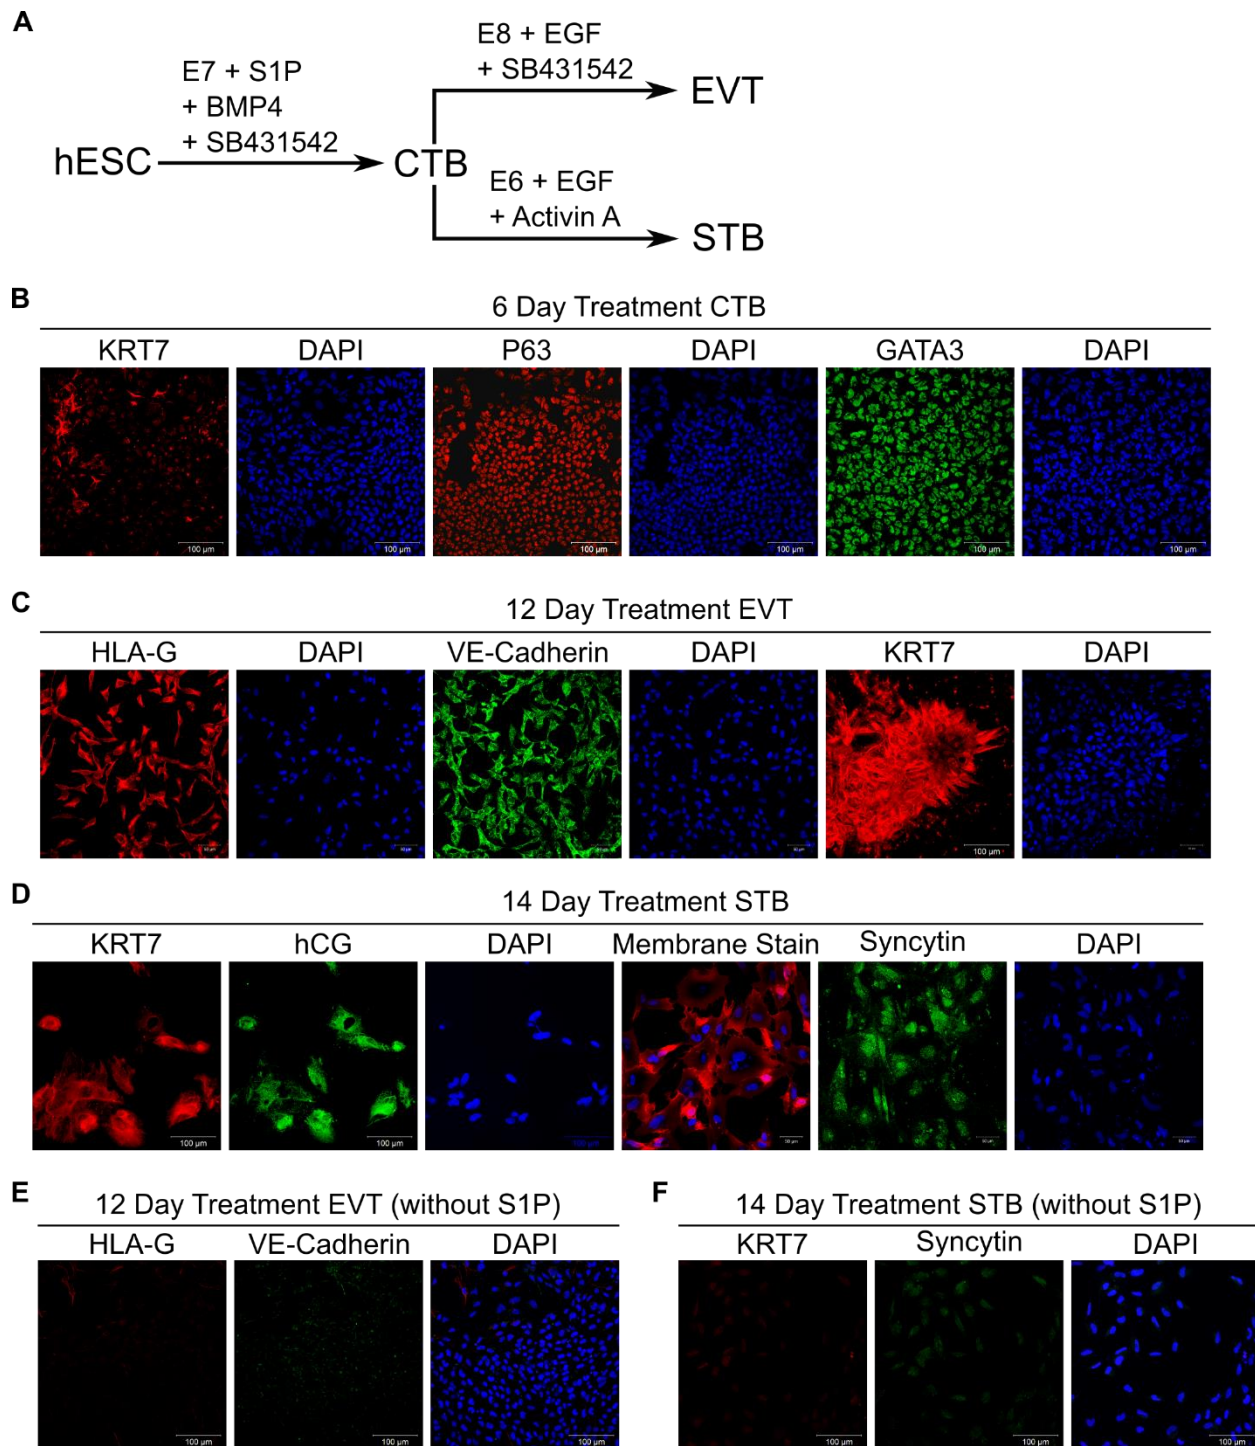 A
E7 + S1P
+ BMP4
+ SB431542
E8 + EGF
+ SB431542
hESC
CTB
EVT
E6 + EGF
+ Activin A
STB
B
6 Day Treatment CTB
KRT7 DAPI P63 DAPI GATA3 DAPI
100 µm 100 µm 100 µm 100 µm 100 µm 100 µm
C
12 Day Treatment EVT
HLA-G DAPI VE-Cadherin DAPI KRT7 DAPI
100 µm
D
14 Day Treatment STB
KRT7 hCG DAPI Membrane Stain Syncytin DAPI
100 µm 100 µm 100 µm
E
12 Day Treatment EVT (without S1P)
HLA-G VE-Cadherin DAPI
100 µm 100 µm 100 µm
F
14 Day Treatment STB (without S1P)
KRT7 Syncytin DAPI
100 µm 100 µm 100 µm